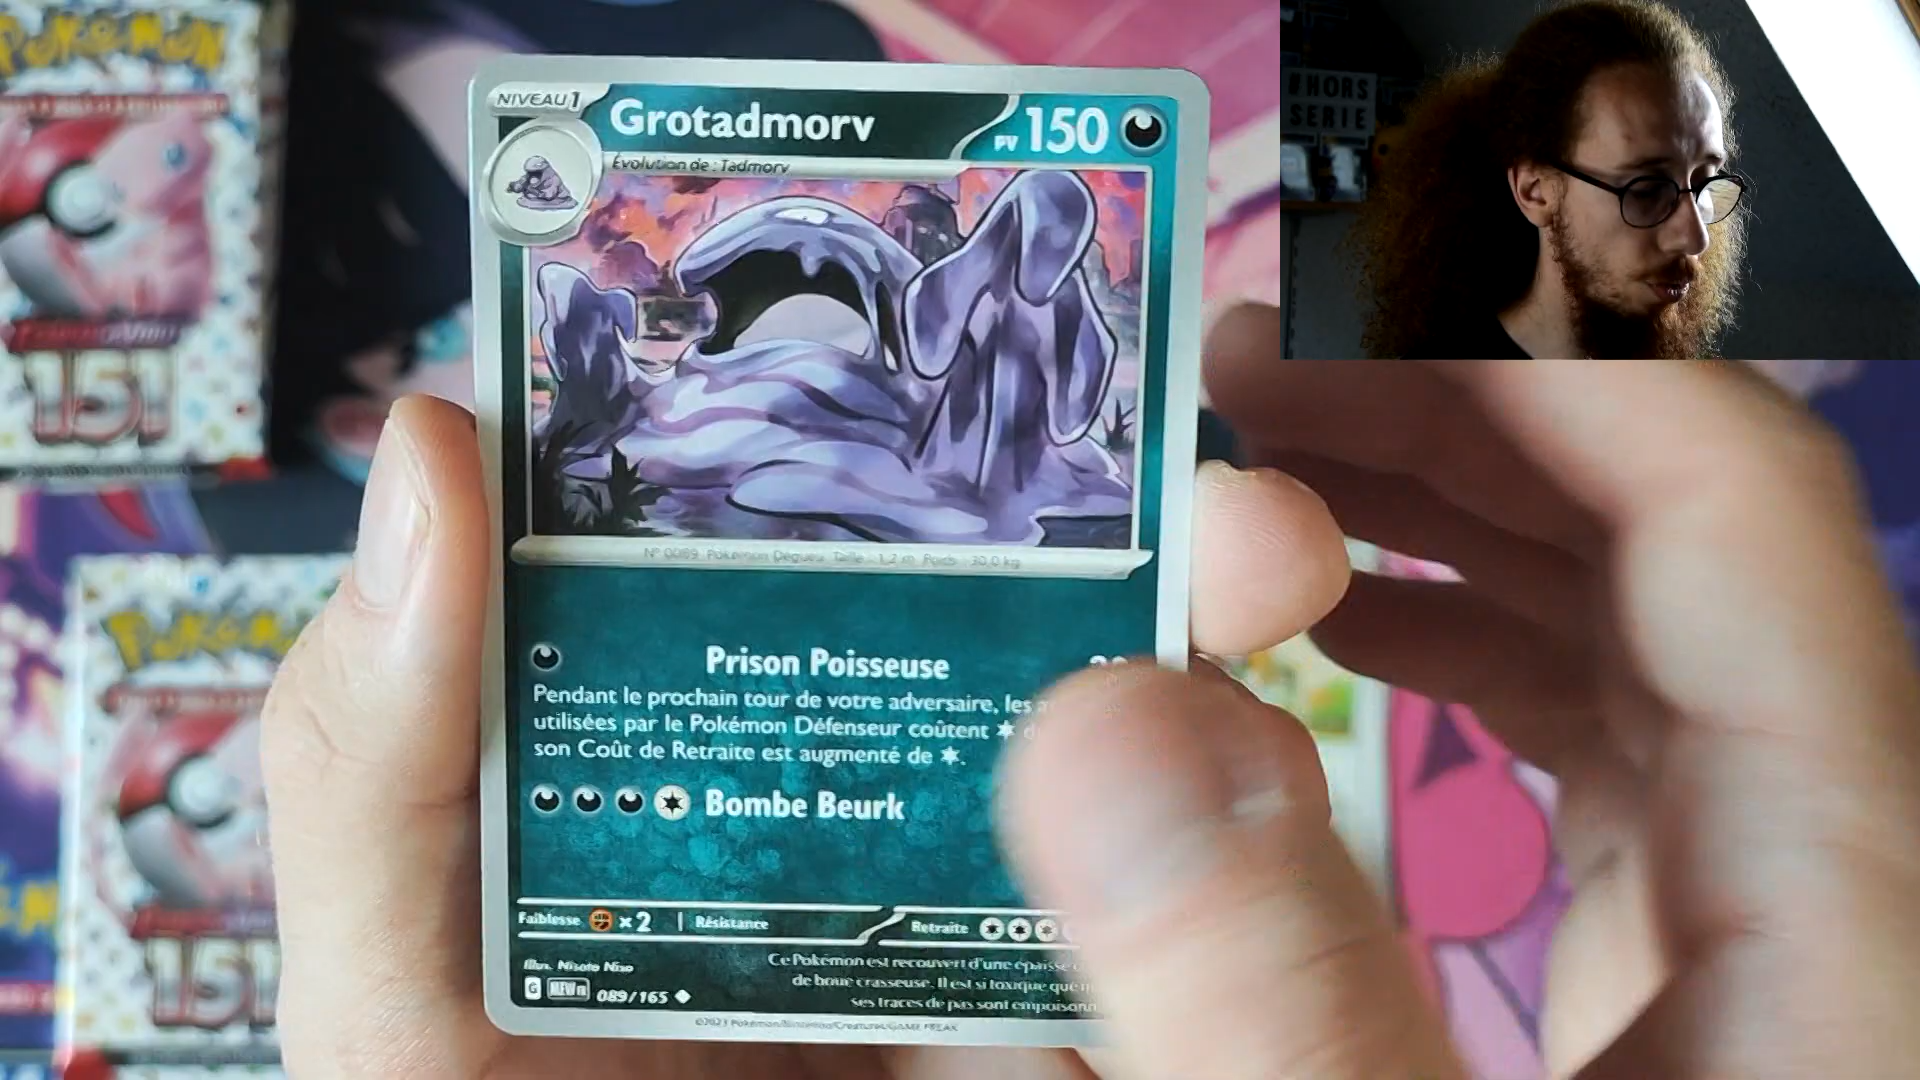 POKÉMON
151
NIVEAU 1
Grotadmorv
PV 150
Évolution de : Tadmorv
#HORS
SERIE
N° 0089 Pokémon Dégueu Taille : 1,2 m Poids : 30,0 kg
Prison Poisseuse
Pendant le prochain tour de votre adversaire, les
utilisées par le Pokémon Défenseur coûtent
son Coût de Retraite est augmenté de
Bombe Beurk
Faiblesse x2 | Résistance
Retraite
Illus. Nisota Niso
Ce Pokémon est recouvert d'une épaisse
de boue crasseuse. Il est si toxique que
ses traces de pas sont
G MEW FR 089/165
©2023 Pokémon/Nintendo/Creatures/GAME FREAK
151